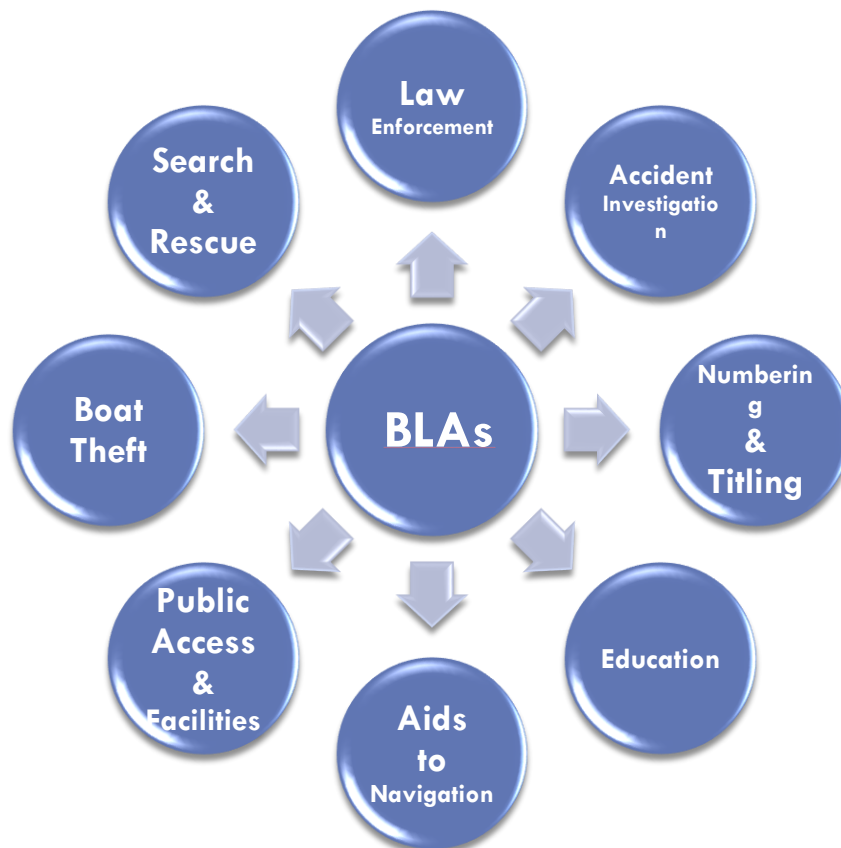 Law
Enforcement
Accident
Investigatio
n
Numberin
g
&
Titling
Education
Aids
to
Navigation
Public
Access
&
Facilities
Boat
Theft
Search
&
Rescue
BLAs